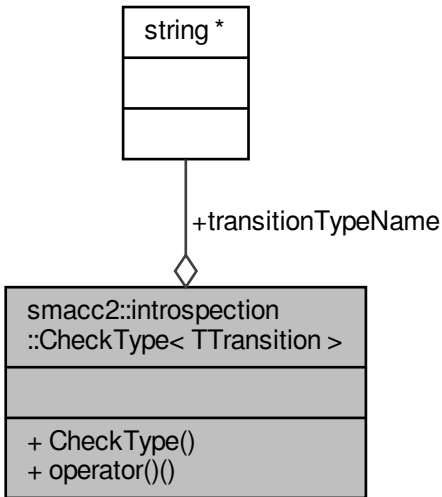 string *
+transitionTypeName
smacc2::introspection
::CheckType< TTransition >
+ CheckType()
+ operator()()